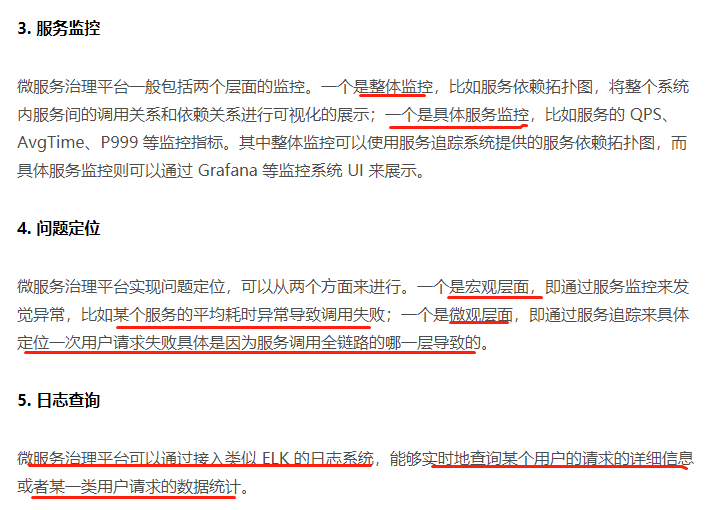 3. 服务监控
微服务治理平台一般包括两个层面的监控。一个是整体监控，比如服务依赖拓扑图，将整个系统
内服务间的调用关系和依赖关系进行可视化的展示；一个是具体服务监控，比如服务的 QPS、
AvgTime、P999 等监控指标。其中整体监控可以使用服务追踪系统提供的服务依赖拓扑图，而
具体服务监控则可以通过 Grafana 等监控系统 UI 来展示。
4. 问题定位
微服务治理平台实现问题定位，可以从两个方面来进行。一个是宏观层面，即通过服务监控来发
觉异常，比如某个服务的平均耗时异常导致调用失败；一个是微观层面，即通过服务追踪来具体
定位一次用户请求失败具体是因为服务调用全链路的哪一层导致的。
5. 日志查询
微服务治理平台可以通过接入类似 ELK 的日志系统，能够实时地查询某个用户的请求的详细信息
或者某一类用户请求的数据统计。